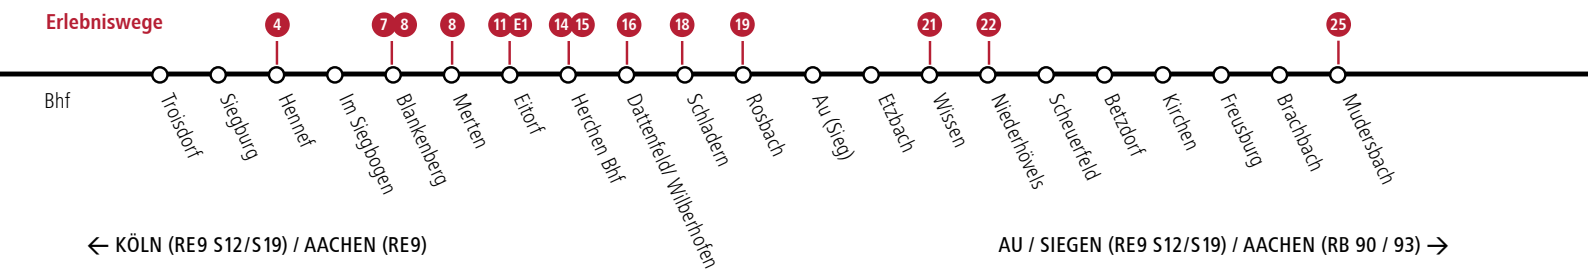 Erlebniswege
4
7 8
8
11 E1
14 15
16
18
19
21
22
25
Bhf
Troisdorf
Siegburg
Hennef
Im Siegbogen
Blankenberg
Merten
Eitorf
Herchen Bhf
Dattenfeld/ Wilberhofen
Schladern
Rosbach
Au (Sieg)
Etzbach
Wissen
Niederhövels
Scheuerfeld
Betzdorf
Kirchen
Freusburg
Brachbach
Mudersbach
← KÖLN (RE9 S12/S19) / AACHEN (RE9)
AU / SIEGEN (RE9 S12/S19) / AACHEN (RB 90 / 93) →